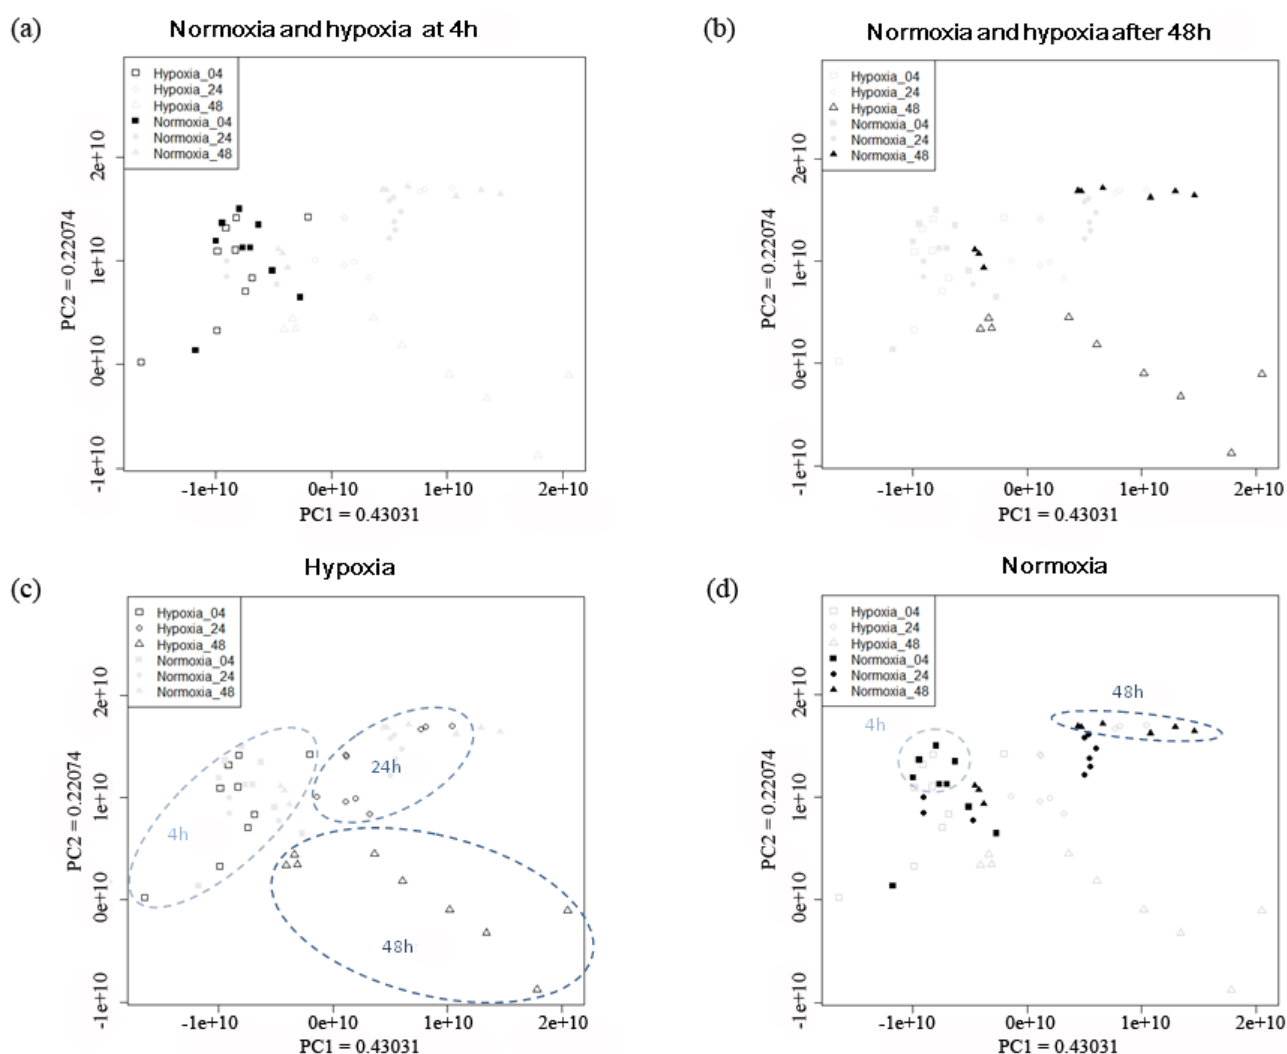 (a)
Normoxia and hypoxia at 4h
Hypoxia_04
Hypoxia_24
Hypoxia_48
Normoxia_04
Normoxia_24
Normoxia_48
PC2 = 0.22074
2e+10
1e+10
0e+10
-1e+10
-1e+10 0e+10 1e+10 2e+10
PC1 = 0.43031
(b)
Normoxia and hypoxia after 48h
Hypoxia_04
Hypoxia_24
Hypoxia_48
Normoxia_04
Normoxia_24
Normoxia_48
PC2 = 0.22074
2e+10
1e+10
0e+10
-1e+10
-1e+10 0e+10 1e+10 2e+10
PC1 = 0.43031
(c)
Hypoxia
Hypoxia_04
Hypoxia_24
Hypoxia_48
Normoxia_04
Normoxia_24
Normoxia_48
24h
4h
48h
PC2 = 0.22074
2e+10
1e+10
0e+10
-1e+10
-1e+10 0e+10 1e+10 2e+10
PC1 = 0.43031
(d)
Normoxia
Hypoxia_04
Hypoxia_24
Hypoxia_48
Normoxia_04
Normoxia_24
Normoxia_48
48h
4h
PC2 = 0.22074
2e+10
1e+10
0e+10
-1e+10
-1e+10 0e+10 1e+10 2e+10
PC1 = 0.43031